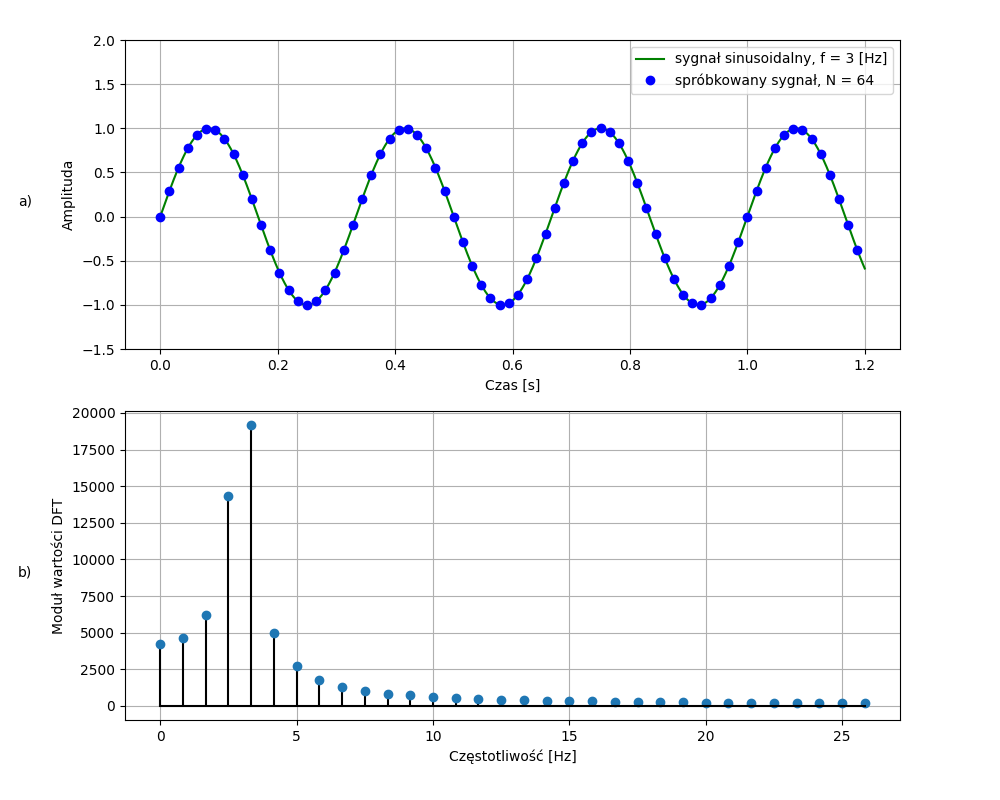 2.0
1.5
1.0
0.5
0.0
−0.5
−1.0
−1.5
Amplituda
a)
sygnał sinusoidalny, f = 3 [Hz]
spróbkowany sygnał, N = 64
0.0 0.2 0.4 0.6 0.8 1.0 1.2
Czas [s]
20000
17500
15000
12500
10000
7500
5000
2500
0
Moduł wartości DFT
b)
0 5 10 15 20 25
Częstotliwość [Hz]